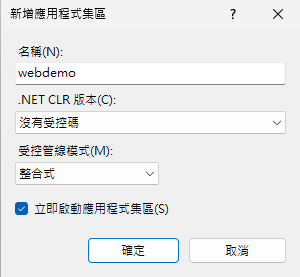 新增應用程式集區
? ×
名稱(N):
webdemo
.NET CLR 版本(C):
沒有受控碼
受控管線模式(M):
整合式
立即啟動應用程式集區(S)
確定
取消